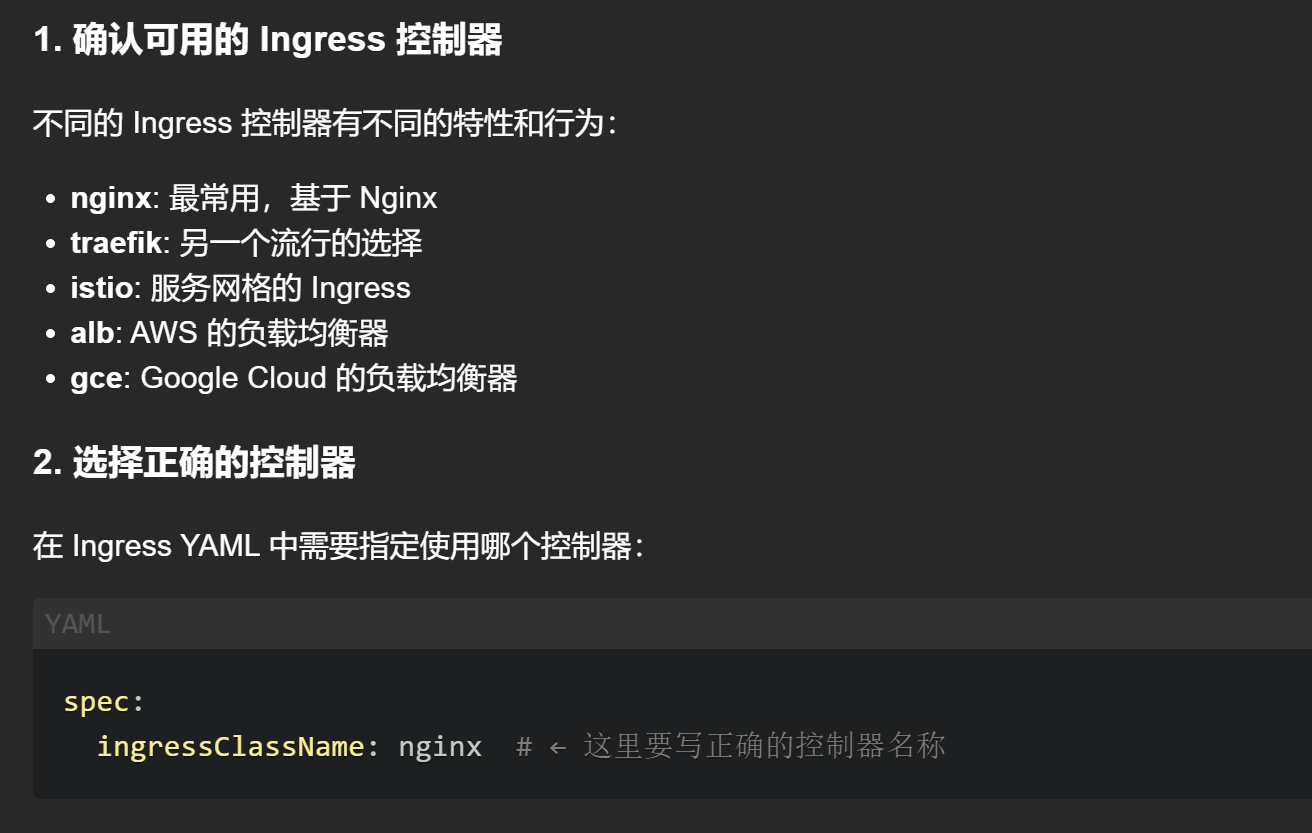 1. 确认可用的 Ingress 控制器
不同的 Ingress 控制器有不同的特性和行为：
• nginx: 最常用，基于 Nginx
• traefik: 另一个流行的选择
• istio: 服务网格的 Ingress
• alb: AWS 的负载均衡器
• gce: Google Cloud 的负载均衡器
2. 选择正确的控制器
在 Ingress YAML 中需要指定使用哪个控制器：
YAML
spec:
  ingressClassName: nginx  # ← 这里要写正确的控制器名称